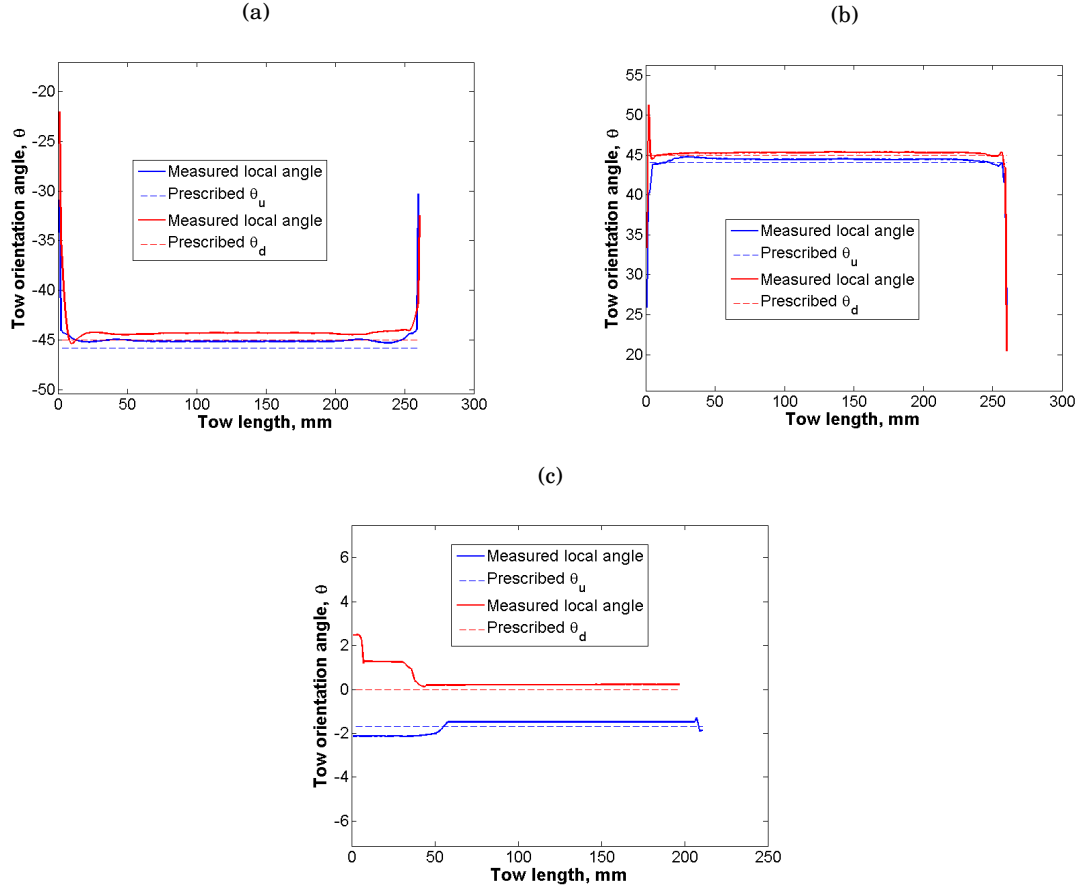 (a)
-20
-25
-30
-35
-40
-45
-50
0 50 100 150 200 250 300
Tow length, mm
Tow orientation angle, θ
Measured local angle
Prescribed θu
Measured local angle
Prescribed θd
(b)
55
50
45
40
35
30
25
20
0 50 100 150 200 250 300
Tow length, mm
Tow orientation angle, θ
Measured local angle
Prescribed θu
Measured local angle
Prescribed θd
(c)
6
4
2
0
-2
-4
-6
0 50 100 150 200 250
Tow length, mm
Tow orientation angle, θ
Measured local angle
Prescribed θu
Measured local angle
Prescribed θd